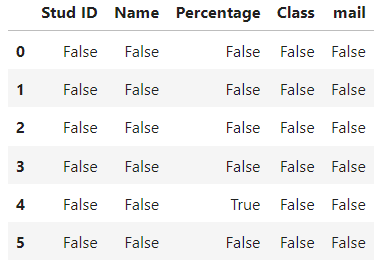 Stud ID Name Percentage Class mail
0 False False False False False
1 False False False False False
2 False False False False False
3 False False False False False
4 False False True False False
5 False False False False False